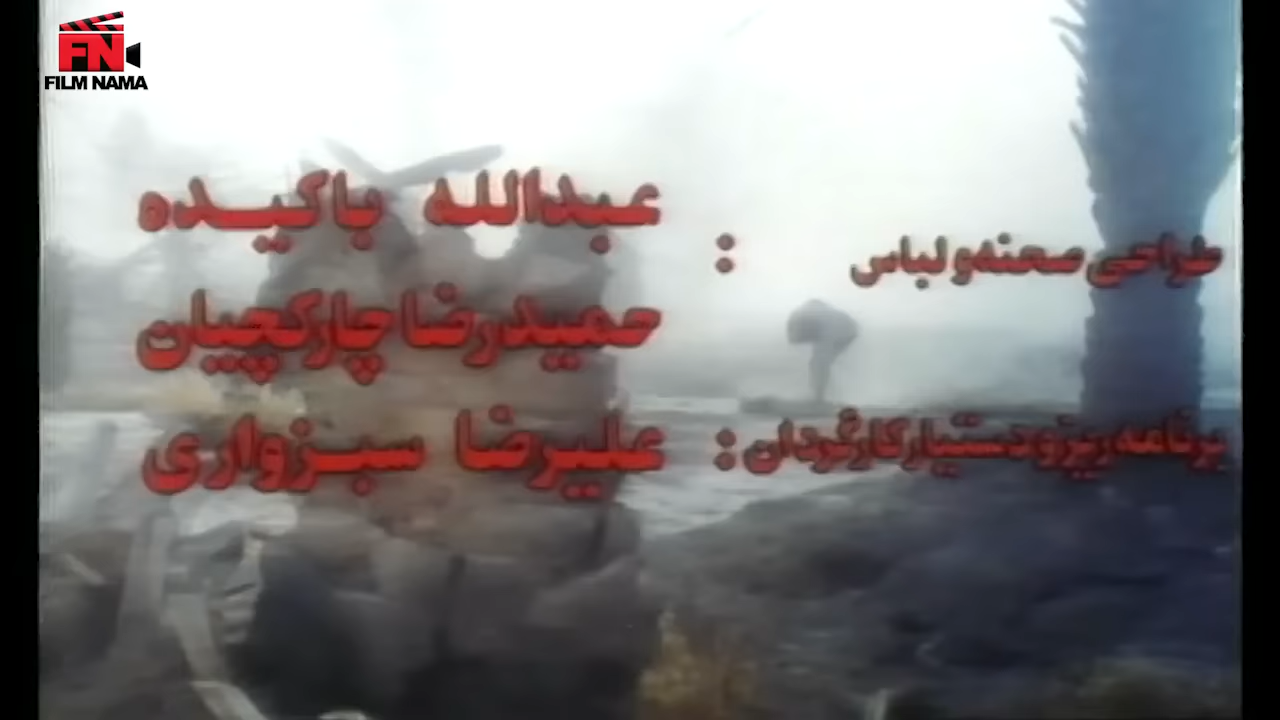 FN
FILM NAMA
عبدالله باکیده
طراحی صحنه و لباس :
حمیدرضا چارکچیان
برنامه ریز و دستیار کارگردان : علیرضا سبزواری